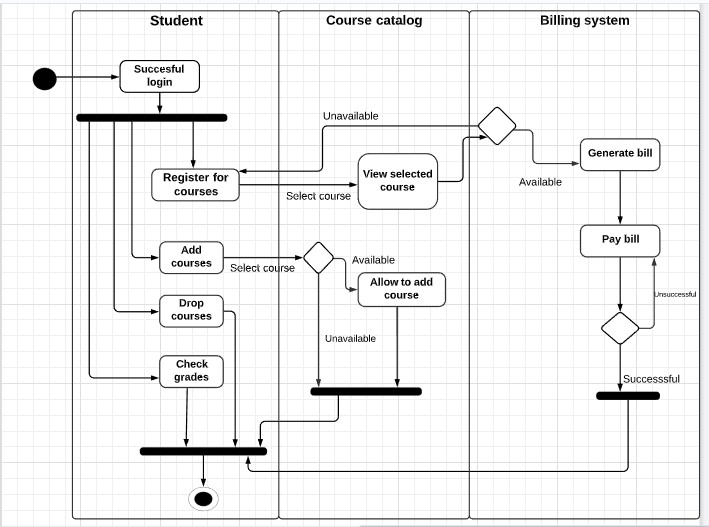 Student
Course catalog
Billing system
Succesful
login
Unavailable
Generate bill
Available
Register for
courses
Select course
View selected
course
Pay bill
Add
courses
Select course
Available
Allow to add
course
Unsuccessful
Drop
courses
Unavailable
Check
grades
Successsful